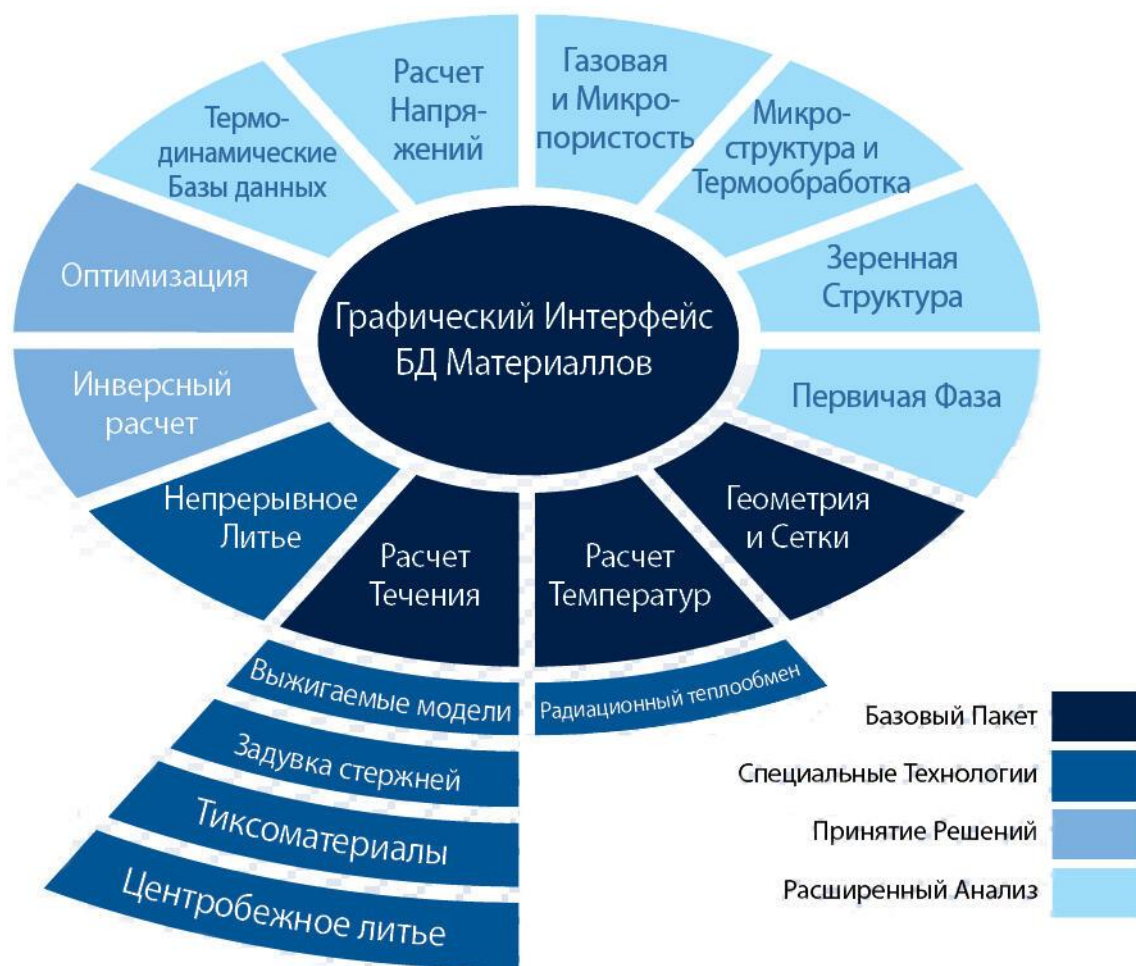 Расчет
Напря-
жений
Газовая
и Микро-
пористость
Термо-
динамические
Базы данных
Микро-
структура и
Термообработка
Оптимизация
Зеренная
Структура
Графический Интерфейс
БД Материаллов
Инверсный
расчет
Первичая Фаза
Непрерывное
Литье
Расчет
Течения
Расчет
Температур
Геометрия
и Сетки
Выжигаемые модели
Радиационный теплообмен
Задувка стержней
Тиксоматериалы
Центробежное литье
Базовый Пакет
Специальные Технологии
Принятие Решений
Расширенный Анализ